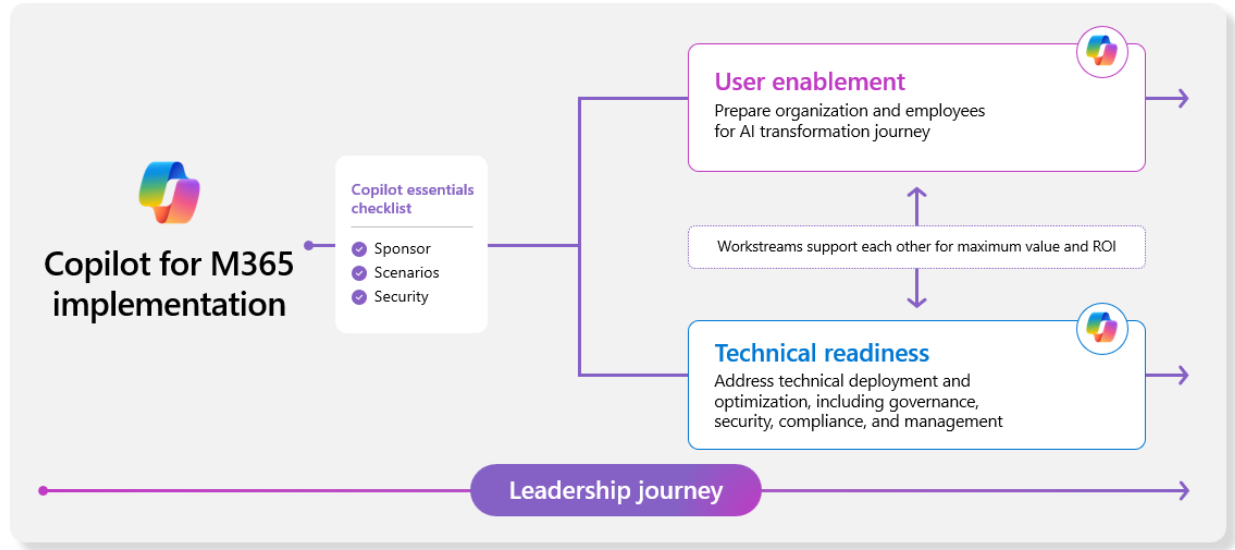 Copilot for M365
implementation
Copilot essentials
checklist
Sponsor
Scenarios
Security
User enablement
Prepare organization and employees
for AI transformation journey
Workstreams support each other for maximum value and ROI
Technical readiness
Address technical deployment and
optimization, including governance,
security, compliance, and management
Leadership journey